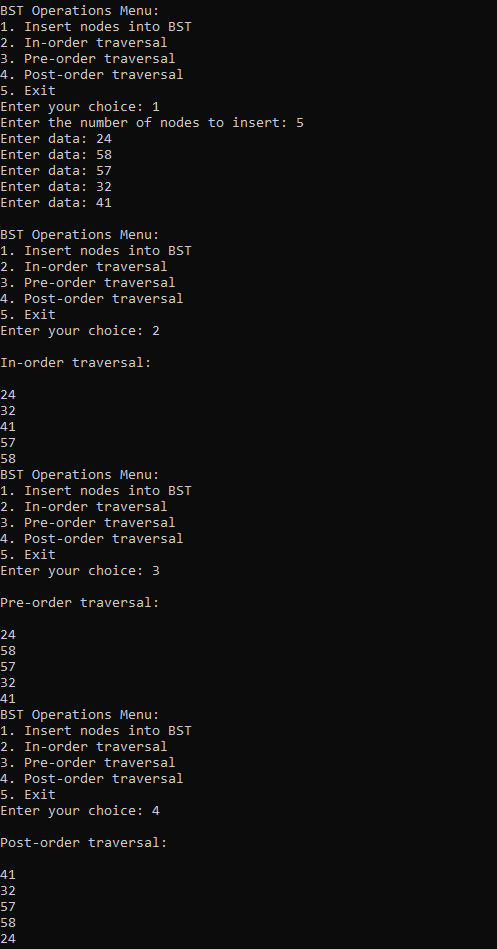 BST Operations Menu:
1. Insert nodes into BST
2. In-order traversal
3. Pre-order traversal
4. Post-order traversal
5. Exit
Enter your choice: 1
Enter the number of nodes to insert: 5
Enter data: 24
Enter data: 58
Enter data: 57
Enter data: 32
Enter data: 41
BST Operations Menu:
1. Insert nodes into BST
2. In-order traversal
3. Pre-order traversal
4. Post-order traversal
5. Exit
Enter your choice: 2
In-order traversal:
24
32
41
57
58
BST Operations Menu:
1. Insert nodes into BST
2. In-order traversal
3. Pre-order traversal
4. Post-order traversal
5. Exit
Enter your choice: 3
Pre-order traversal:
24
58
57
32
41
BST Operations Menu:
1. Insert nodes into BST
2. In-order traversal
3. Pre-order traversal
4. Post-order traversal
5. Exit
Enter your choice: 4
Post-order traversal:
41
32
57
58
24